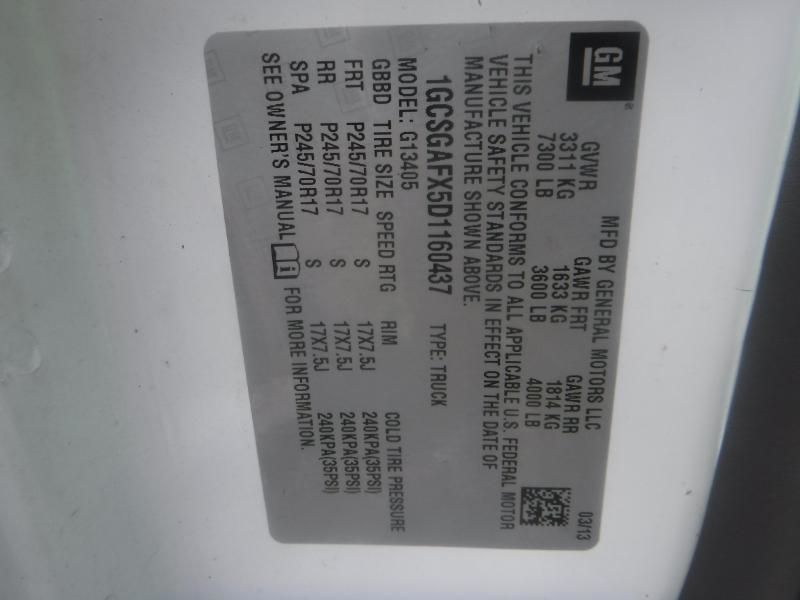 GM
MFD BY GENERAL MOTORS LLC 03/13
GVWR GAWR FRT GAWR RR
3311 KG 1633 KG 1814 KG
7300 LB 3600 LB 4000 LB
THIS VEHICLE CONFORMS TO ALL APPLICABLE U.S. FEDERAL MOTOR
VEHICLE SAFETY STANDARDS IN EFFECT ON THE DATE OF
MANUFACTURE SHOWN ABOVE.
1GCSGAFX5D1160437 TYPE: TRUCK
MODEL: G13405
GBBD TIRE SIZE SPEED RTG RIM COLD TIRE PRESSURE
FRT P245/70R17 S 17X7.5J 240KPA(35PSI)
RR P245/70R17 S 17X7.5J 240KPA(35PSI)
SPA P245/70R17 S 17X7.5J 240KPA(35PSI)
SEE OWNER'S MANUAL i FOR MORE INFORMATION.